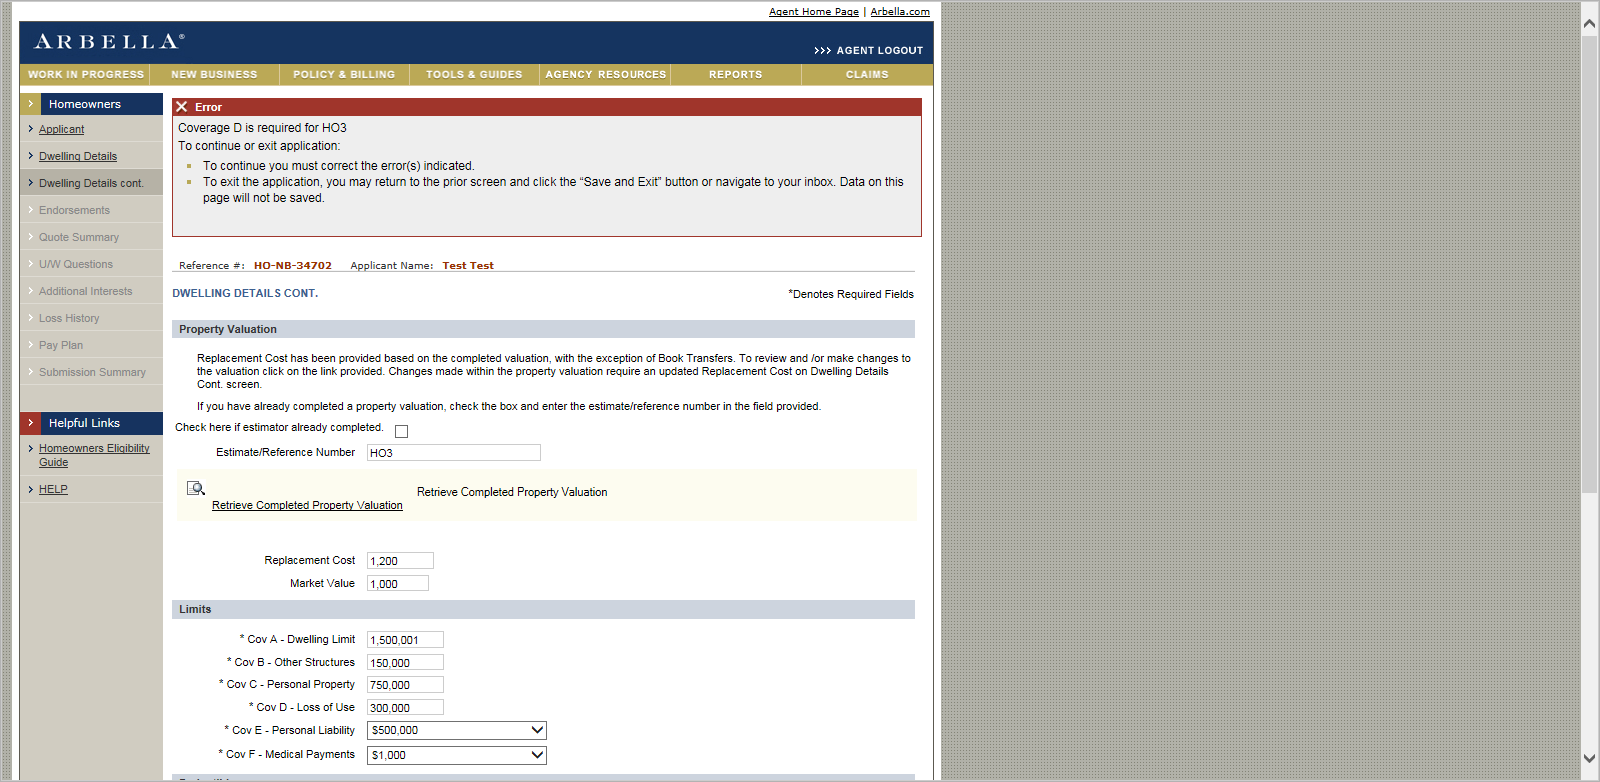 Agent Home Page | Arbella.com
ARBELLA®
>>> AGENT LOGOUT
WORK IN PROGRESS NEW BUSINESS POLICY & BILLING TOOLS & GUIDES AGENCY RESOURCES REPORTS CLAIMS
Homeowners
Applicant
Dwelling Details
Dwelling Details cont.
Endorsements
Quote Summary
U/W Questions
Additional Interests
Loss History
Pay Plan
Submission Summary
Helpful Links
Homeowners Eligibility
Guide
HELP
Error
Coverage D is required for HO3
To continue or exit application:
To continue you must correct the error(s) indicated.
To exit the application, you may return to the prior screen and click the “Save and Exit” button or navigate to your inbox. Data on this
page will not be saved.
Reference #: HO-NB-34702 Applicant Name: Test Test
DWELLING DETAILS CONT.
*Denotes Required Fields
Property Valuation
Replacement Cost has been provided based on the completed valuation, with the exception of Book Transfers. To review and /or make changes to
the valuation click on the link provided. Changes made within the property valuation require an updated Replacement Cost on Dwelling Details
Cont. screen.
If you have already completed a property valuation, check the box and enter the estimate/reference number in the field provided.
Check here if estimator already completed.
Estimate/Reference Number HO3
Retrieve Completed Property Valuation
Retrieve Completed Property Valuation
Replacement Cost 1,200
Market Value 1,000
Limits
* Cov A - Dwelling Limit 1,500,001
* Cov B - Other Structures 150,000
* Cov C - Personal Property 750,000
* Cov D - Loss of Use 300,000
* Cov E - Personal Liability $500,000
* Cov F - Medical Payments $1,000